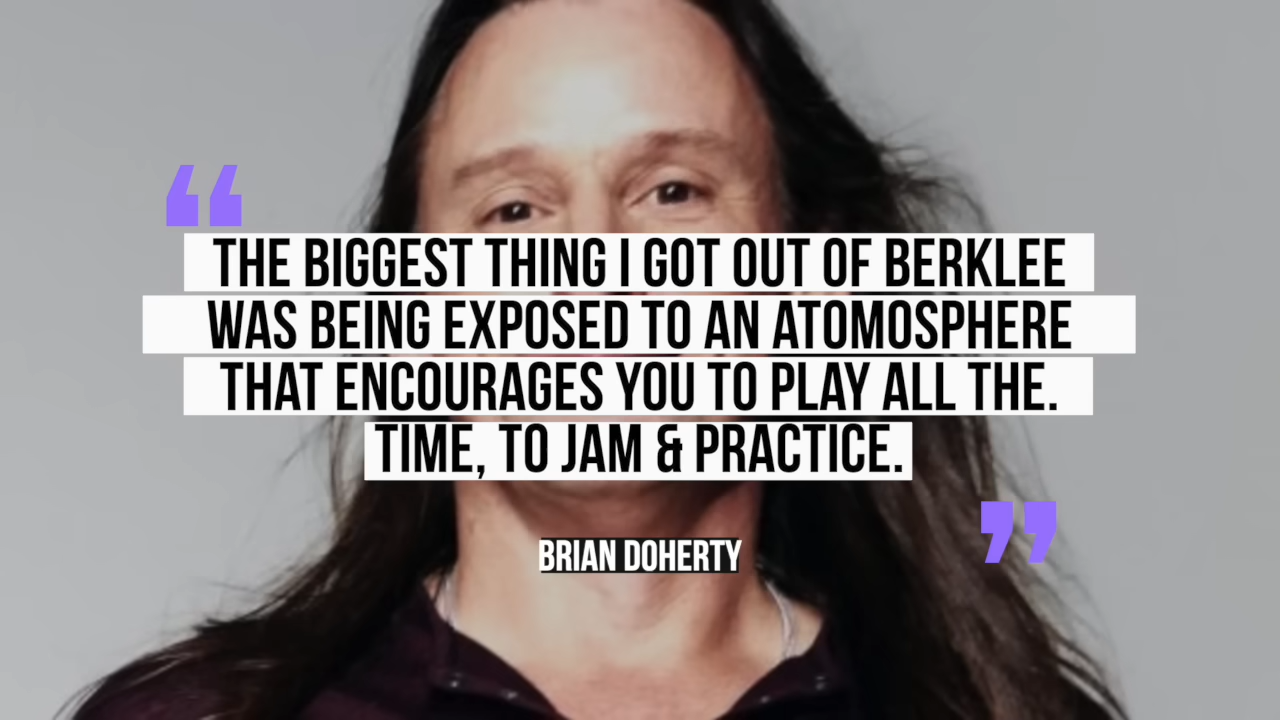 “
THE BIGGEST THING I GOT OUT OF BERKLEE
WAS BEING EXPOSED TO AN ATOMOSPHERE
THAT ENCOURAGES YOU TO PLAY ALL THE.
TIME, TO JAM & PRACTICE.
”
BRIAN DOHERTY